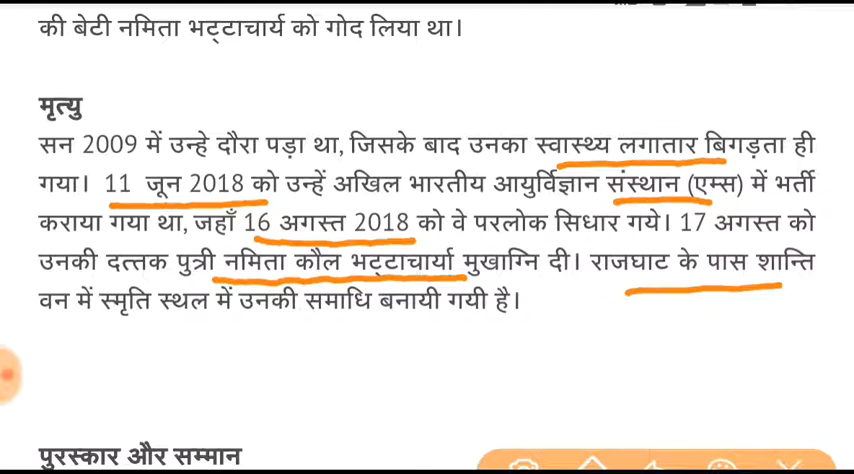 की बेटी नमिता भट्टाचार्य को गोद लिया था।
मृत्यु
सन 2009 में उन्हे दौरा पड़ा था, जिसके बाद उनका स्वास्थ्य लगातार बिगड़ता ही
गया। 11 जून 2018 को उन्हें अखिल भारतीय आयुर्विज्ञान संस्थान (एम्स) में भर्ती
कराया गया था, जहाँ 16 अगस्त 2018 को वे परलोक सिधार गये। 17 अगस्त को
उनकी दत्तक पुत्री नमिता कौल भट्टाचार्या मुखाग्नि दी। राजघाट के पास शान्ति
वन में स्मृति स्थल में उनकी समाधि बनायी गयी है।
पुरस्कार और सम्मान